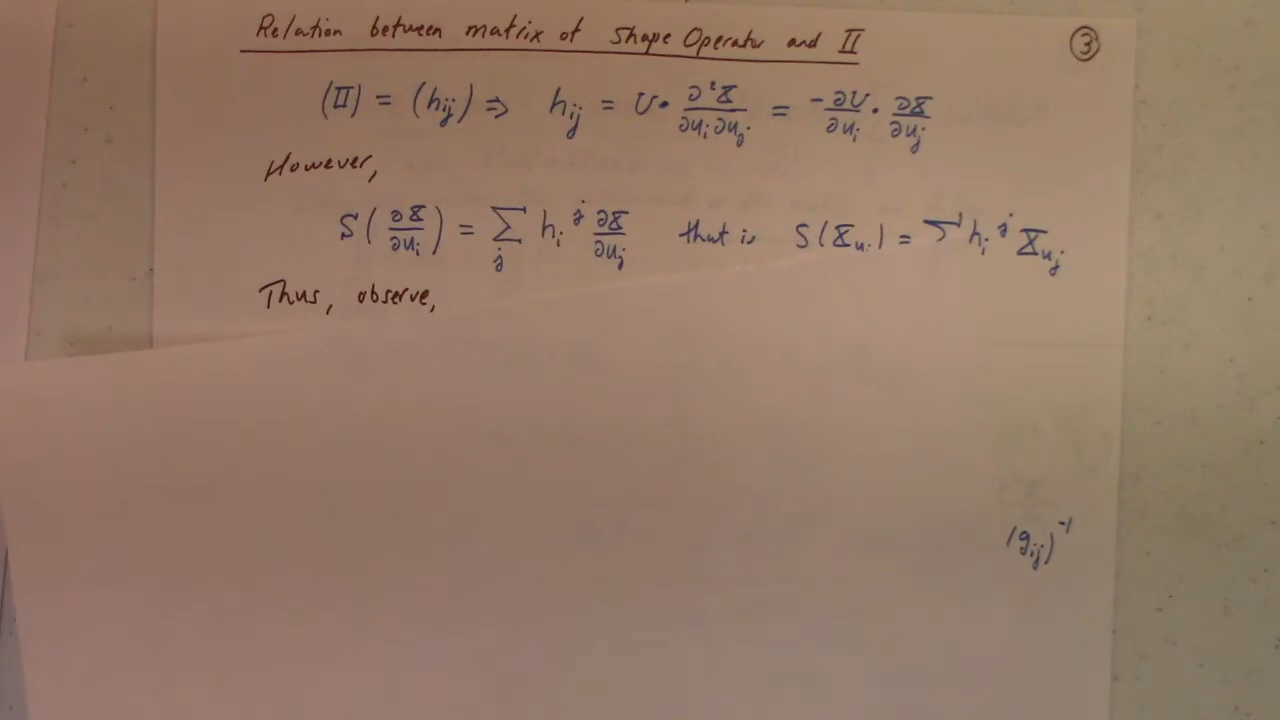 Relation between matrix of Shape Operator and II
③
(II) = (hij) ⇒ hij = U • ∂²X/∂ui∂uj = -∂U/∂ui • ∂X/∂uj
However,
S(∂X/∂ui) = ∑j hi^j ∂X/∂uj that is S(Xui) = ∑ hi^j Xuj
Thus, observe,
(gij)^-1